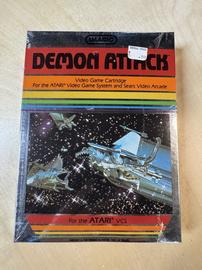 IMAGIC
DEMON ATTACK
Video Game Cartridge
For the ATARI® Video Game System and Sears Video Arcade
For the ATARI® VCS